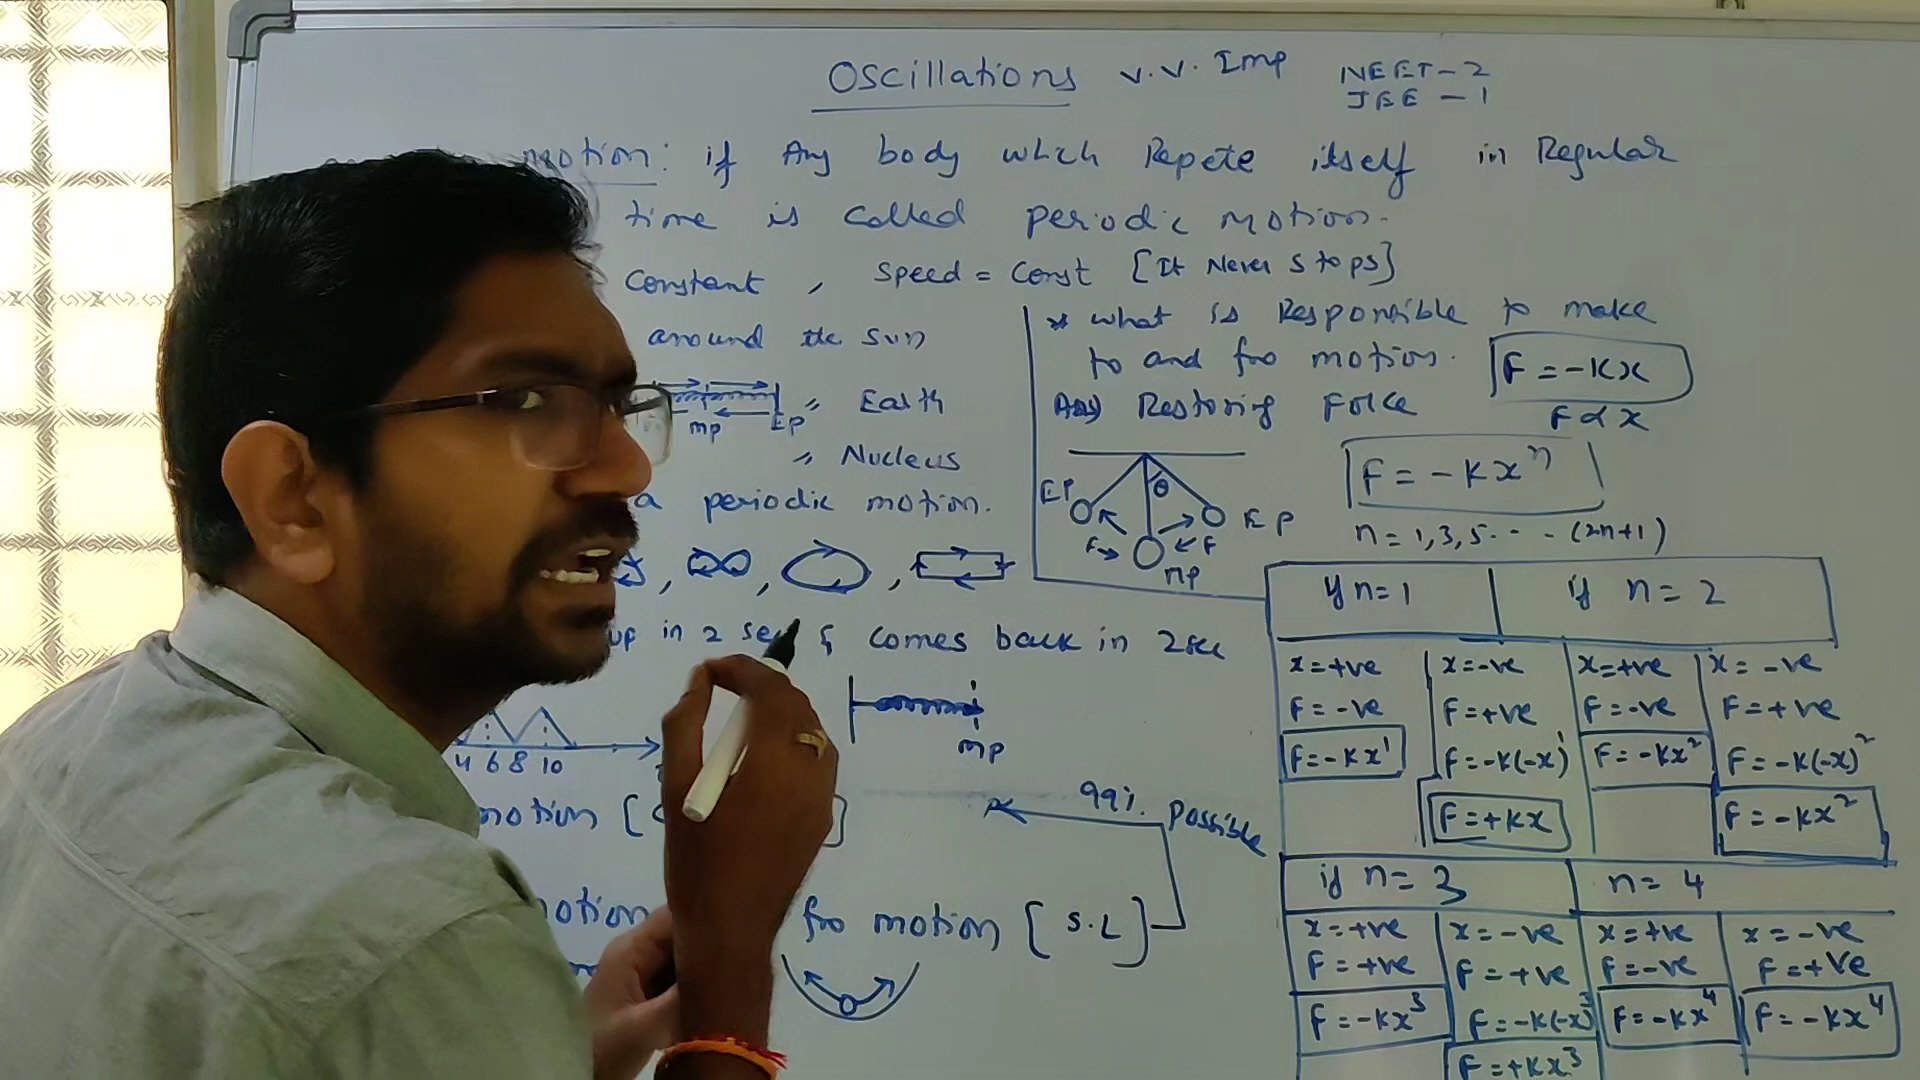 Oscillations v.v. Imp
NEET-2
JEE-1
motion: if Any body which Repete itself in Regular
time is called periodic motion.
Constant, Speed = Const [It Never stops]
around the sun
MP EP " Earth
" Nucleus
a periodic motion.
up in 2 sec & comes back in 2sec
4 6 8 10
MP
motion [
99% possible
motion fro motion [S.L]
* what is Responsible to make
to and fro motion.
Ans) Restoring Force
F = -kx
F ∝ x
F = -kx^n
n = 1,3,5 - - - (2n+1)
EP θ EP
F F
MP
if n=1 if n=2
x=+ve x=-ve x=+ve x=-ve
F=-ve F=+ve F=-ve F=+ve
F=-kx^1 F=-k(-x)^1 F=-kx^2 F=-k(-x)^2
F=+kx F=-kx^2
if n=3 n=4
x=+ve x=-ve x=+ve x=-ve
F=+ve F=+ve F=-ve F=+ve
F=-kx^3 F=-k(-x)^3 F=-kx^4 F=-kx^4
F=+kx^3